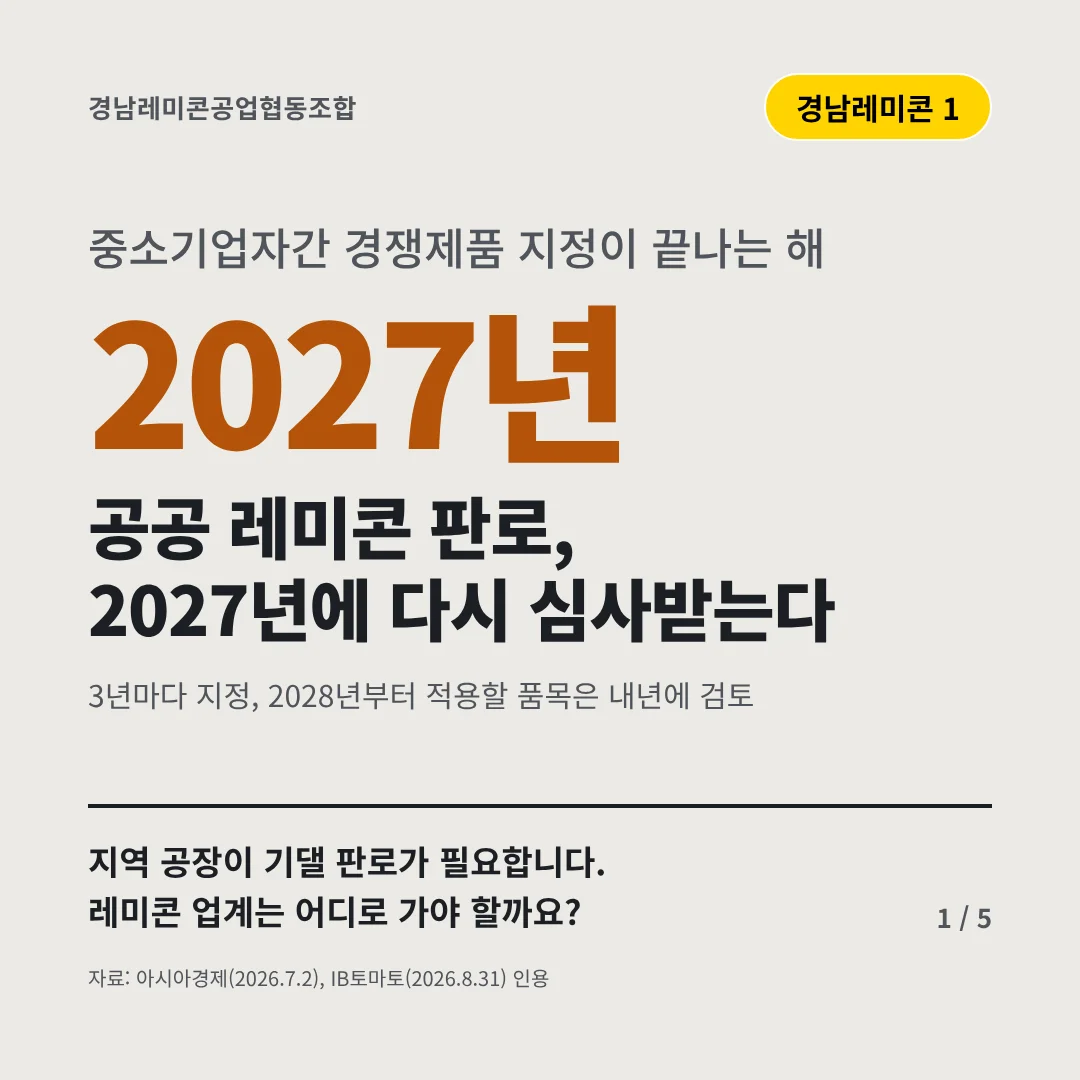 경남레미콘공업협동조합
경남레미콘 1
중소기업자간 경쟁제품 지정이 끝나는 해
2027년
공공 레미콘 판로,
2027년에 다시 심사받는다
3년마다 지정, 2028년부터 적용할 품목은 내년에 검토
지역 공장이 기댈 판로가 필요합니다.
레미콘 업계는 어디로 가야 할까요?
1 / 5
자료: 아시아경제(2026.7.2), IB토마토(2026.8.31) 인용